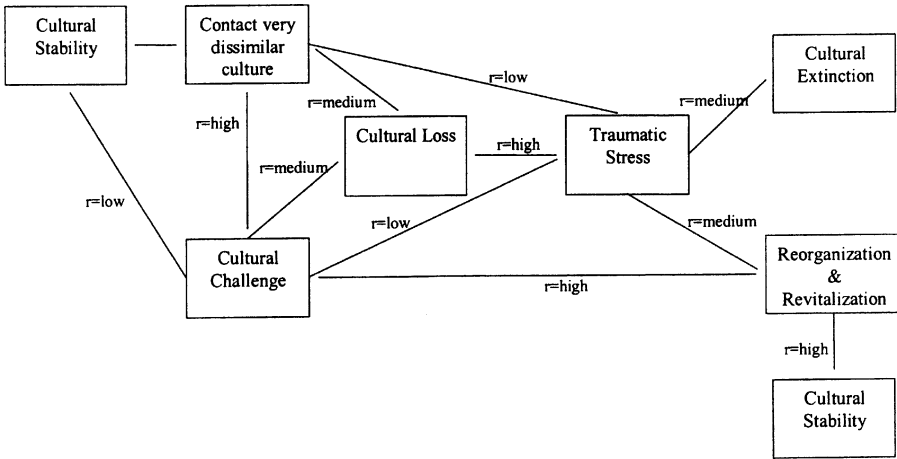 Cultural
Stability
Contact very
dissimilar
culture
Cultural
Extinction
r=low
r=medium
r=medium
r=high
Cultural Loss
r=high
Traumatic
Stress
r=medium
r=low
r=low
r=medium
Cultural
Challenge
r=high
Reorganization
&
Revitalization
r=high
Cultural
Stability